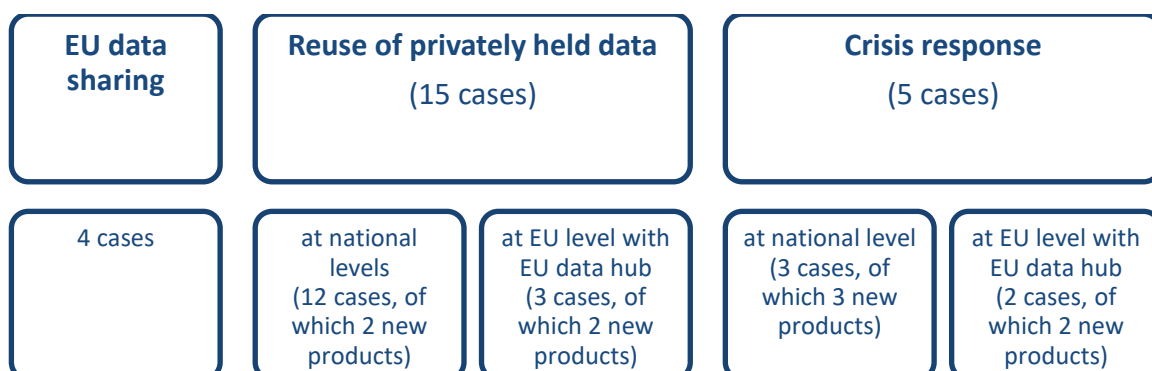 EU data
sharing
Reuse of privately held data
(15 cases)
Crisis response
(5 cases)
4 cases
at national
levels
(12 cases, of
which 2 new
products)
at EU level with
EU data hub
(3 cases, of
which 2 new
products)
at national level
(3 cases, of
which 3 new
products)
at EU level with
EU data hub
(2 cases, of
which 2 new
products)